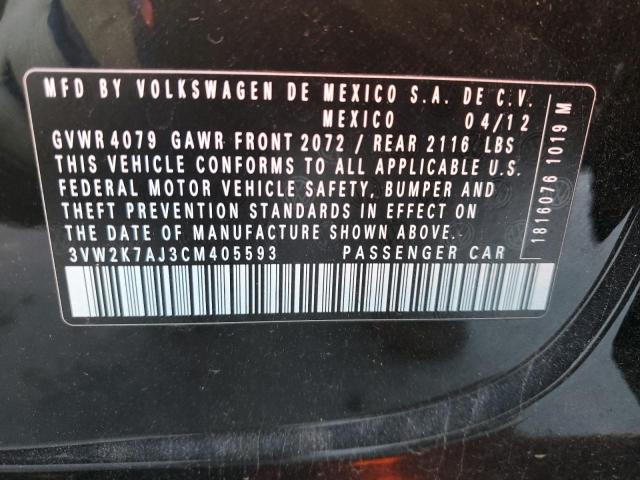 MFD BY VOLKSWAGEN DE MEXICO S.A. DE C.V.
MEXICO 04/12
GVWR 4079 GAWR FRONT 2072 / REAR 2116 LBS
THIS VEHICLE CONFORMS TO ALL APPLICABLE U.S.
FEDERAL MOTOR VEHICLE SAFETY, BUMPER AND
THEFT PREVENTION STANDARDS IN EFFECT ON
THE DATE OF MANUFACTURE SHOWN ABOVE.
3VW2K7AJ3CM405593 PASSENGER CAR
1816076 1019 M